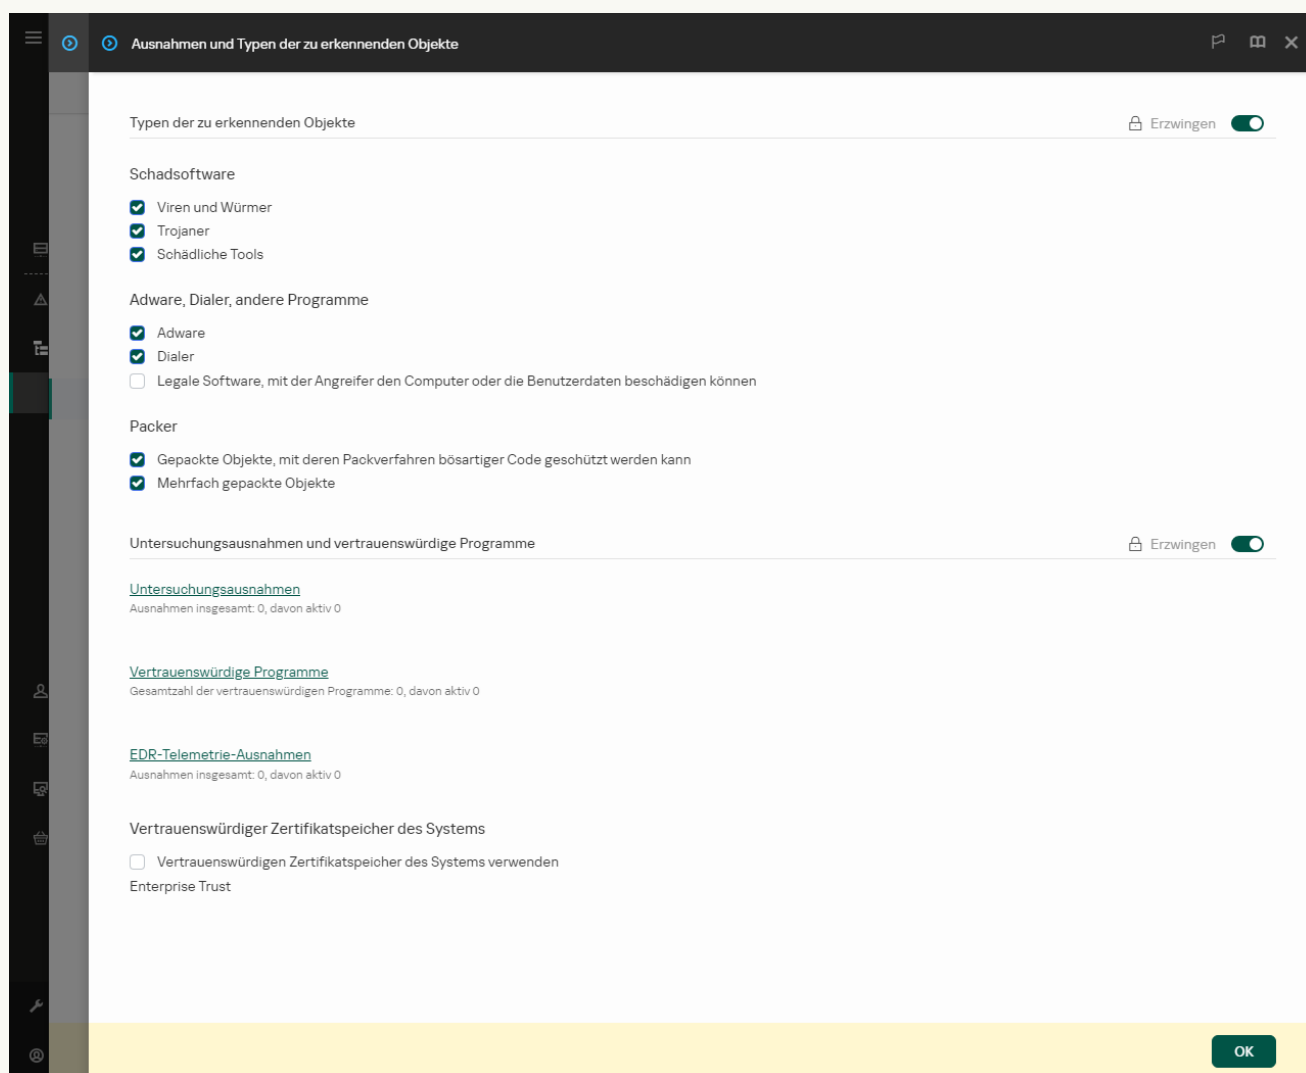 Ausnahmen und Typen der zu erkennenden Objekte
Typen der zu erkennenden Objekte
Erzwingen
Schadsoftware
Viren und Würmer
Trojaner
Schädliche Tools
Adware, Dialer, andere Programme
Adware
Dialer
Legale Software, mit der Angreifer den Computer oder die Benutzerdaten beschädigen können
Packer
Gepackte Objekte, mit deren Packverfahren bösartiger Code geschützt werden kann
Mehrfach gepackte Objekte
Untersuchungsausnahmen und vertrauenswürdige Programme
Erzwingen
Untersuchungsausnahmen
Ausnahmen insgesamt: 0, davon aktiv 0
Vertrauenswürdige Programme
Gesamtzahl der vertrauenswürdigen Programme: 0, davon aktiv 0
EDR-Telemetrie-Ausnahmen
Ausnahmen insgesamt: 0, davon aktiv 0
Vertrauenswürdiger Zertifikatspeicher des Systems
Vertrauenswürdigen Zertifikatspeicher des Systems verwenden
Enterprise Trust
OK